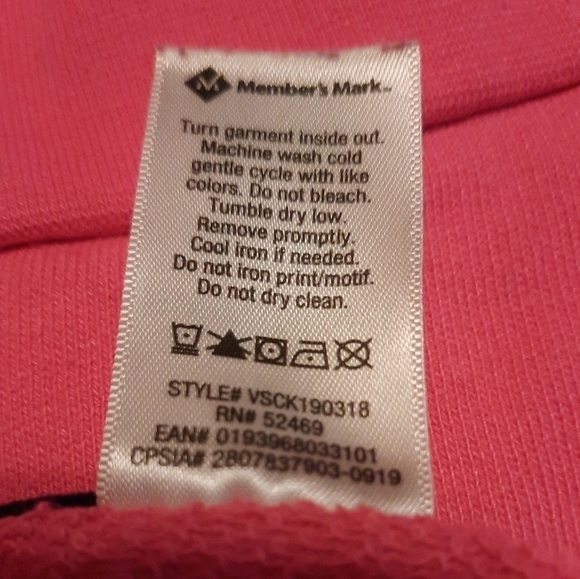 Member's Mark™
Turn garment inside out.
Machine wash cold
gentle cycle with like
colors. Do not bleach.
Tumble dry low.
Remove promptly.
Cool iron if needed.
Do not iron print/motif.
Do not dry clean.
STYLE# VSCK190318
RN# 52469
EAN# 0193968033101
CPSIA# 2807837903-0919